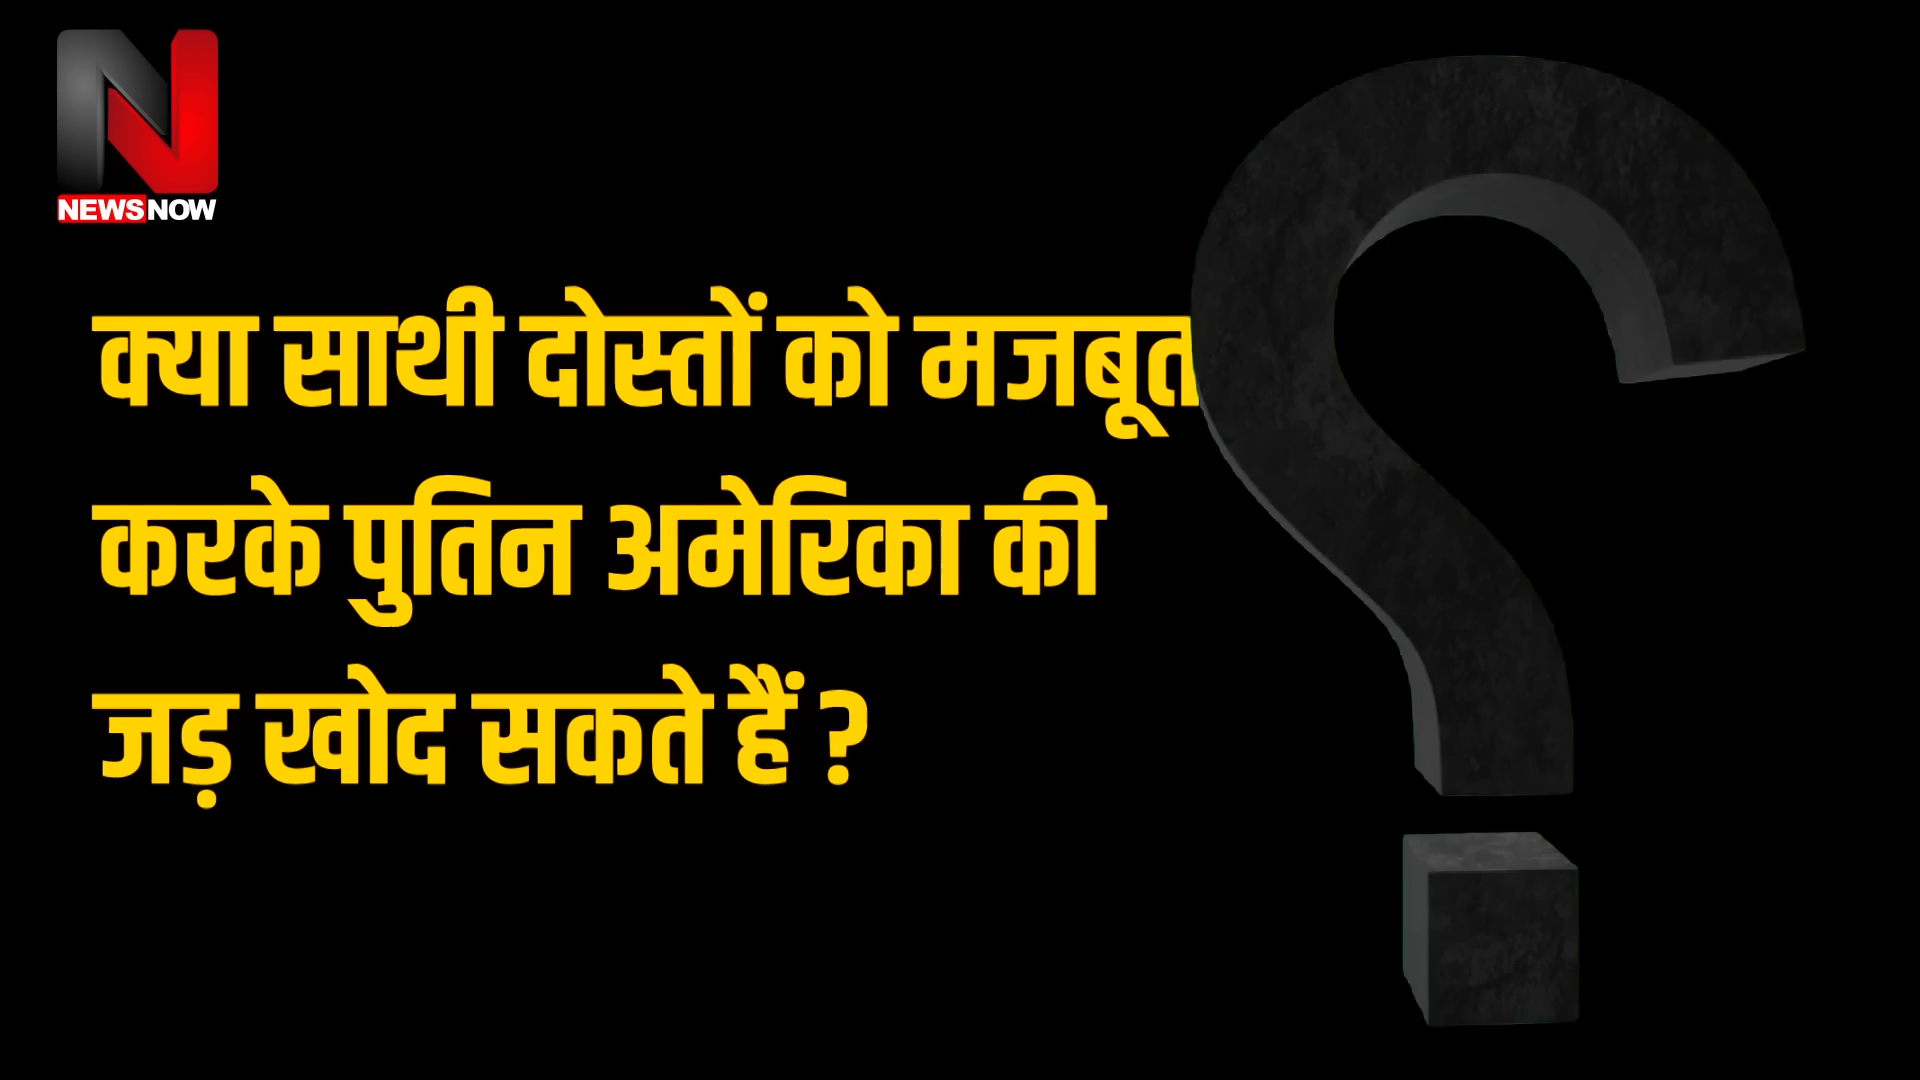 NEWSNOW
क्या साथी दोस्तों को मजबूत
करके पुतिन अमेरिका की
जड़ खोद सकते हैं ?